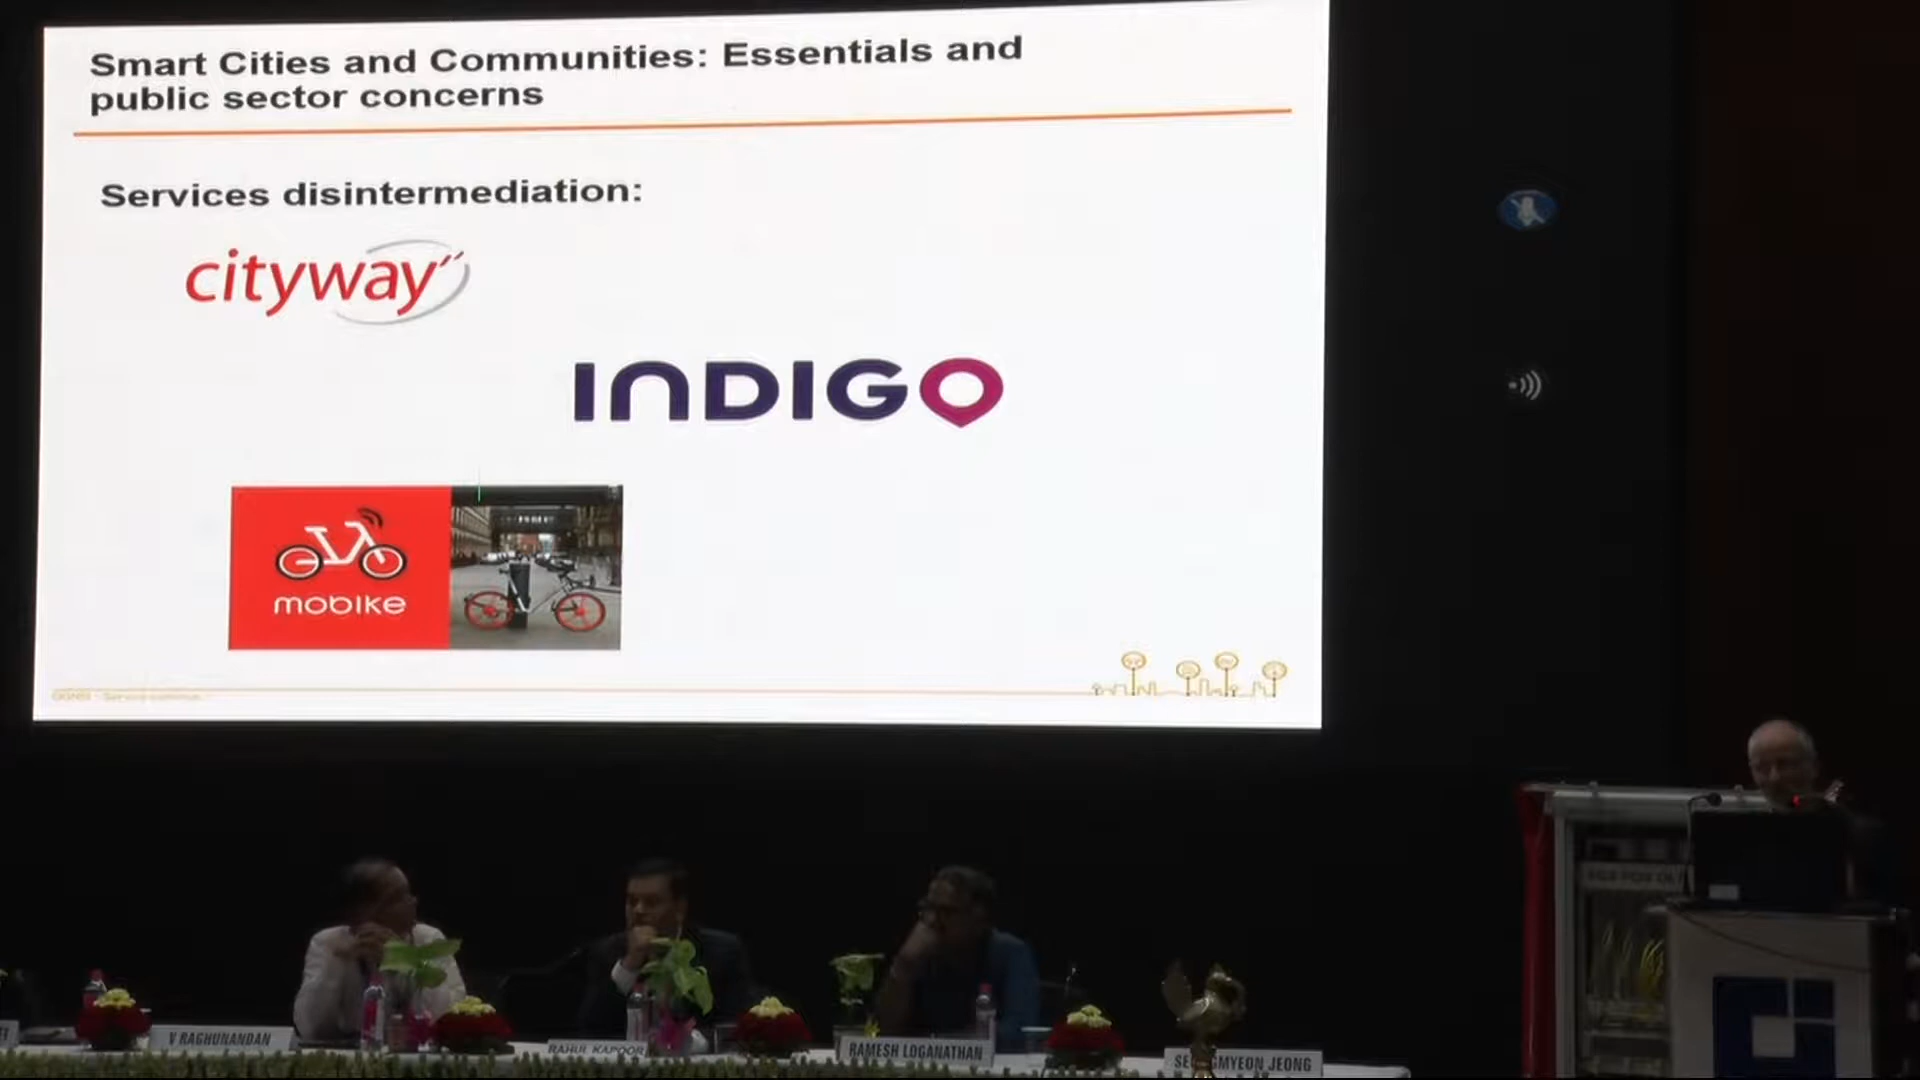 Smart Cities and Communities: Essentials and
public sector concerns
Services disintermediation:
cityway
INDIGO
mobike
V RAGHUNANDAN
RAHUL KAPOOR
RAMESH LOGANATHAN
JEONG